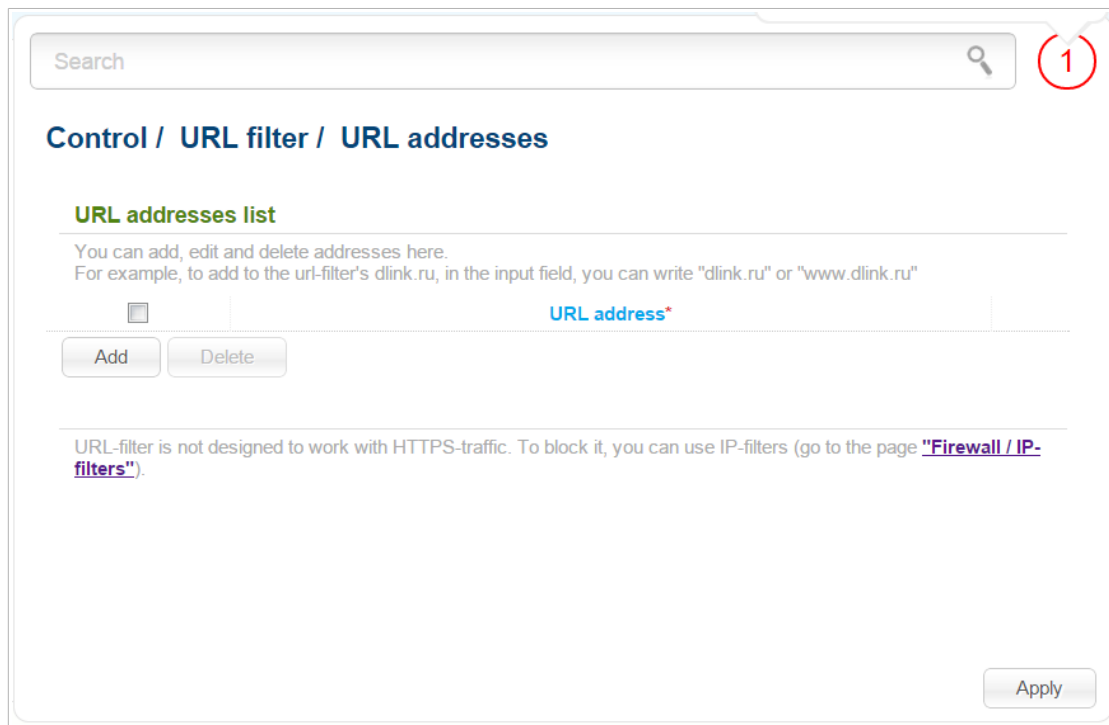 Search
1
Control / URL filter / URL addresses
URL addresses list
You can add, edit and delete addresses here.
For example, to add to the url-filter's dlink.ru, in the input field, you can write "dlink.ru" or "www.dlink.ru"
URL address*
Add Delete
URL-filter is not designed to work with HTTPS-traffic. To block it, you can use IP-filters (go to the page "Firewall / IP-
filters").
Apply